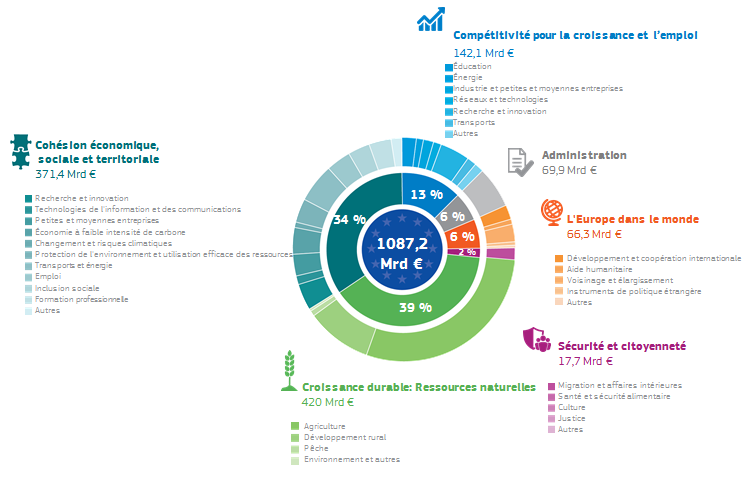 Compétitivité pour la croissance et l'emploi
142,1 Mrd €
Éducation
Énergie
Industrie et petites et moyennes entreprises
Réseaux et technologies
Recherche et innovation
Transports
Autres
Cohésion économique,
sociale et territoriale
371,4 Mrd €
Recherche et innovation
Technologies de l'information et des communications
Petites et moyennes entreprises
Économie à faible intensité de carbone
Changement et risques climatiques
Protection de l'environnement et utilisation efficace des ressources
Transports et énergie
Emploi
Inclusion sociale
Formation professionnelle
Autres
Administration
69,9 Mrd €
L'Europe dans le monde
66,3 Mrd €
Développement et coopération internationale
Aide humanitaire
Voisinage et élargissement
Instruments de politique étrangère
Autres
13 %
34 %
6 %
6 %
2 %
39 %
1087,2
Mrd €
Sécurité et citoyenneté
17,7 Mrd €
Migration et affaires intérieures
Santé et sécurité alimentaire
Culture
Justice
Autres
Croissance durable: Ressources naturelles
420 Mrd €
Agriculture
Développement rural
Pêche
Environnement et autres